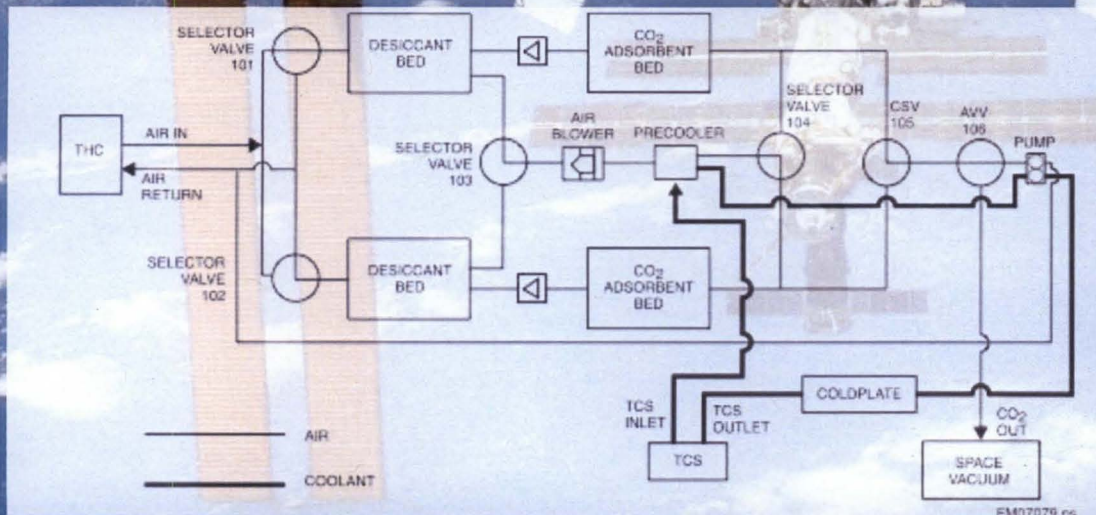 SELECTOR
VALVE
101
DESICCANT
BED
CO2
ADSORBENT
BED
SELECTOR
VALVE
104
CSV
105
AVV
106
PUMP
THC
AIR IN
AIR
RETURN
SELECTOR
VALVE
103
AIR
BLOWER
PRECOOLER
SELECTOR
VALVE
102
DESICCANT
BED
CO2
ADSORBENT
BED
TCS
INLET
TCS
OUTLET
COLDPLATE
CO2
OUT
AIR
COOLANT
TCS
SPACE
VACUUM
EM07079.ps